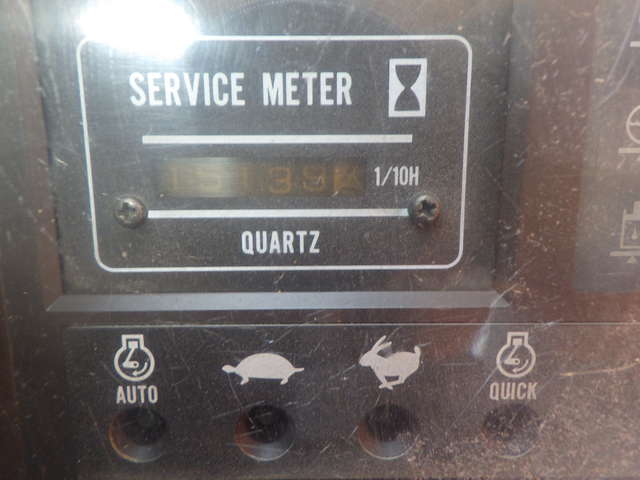 SERVICE METER
1/10H
QUARTZ
AUTO
QUICK